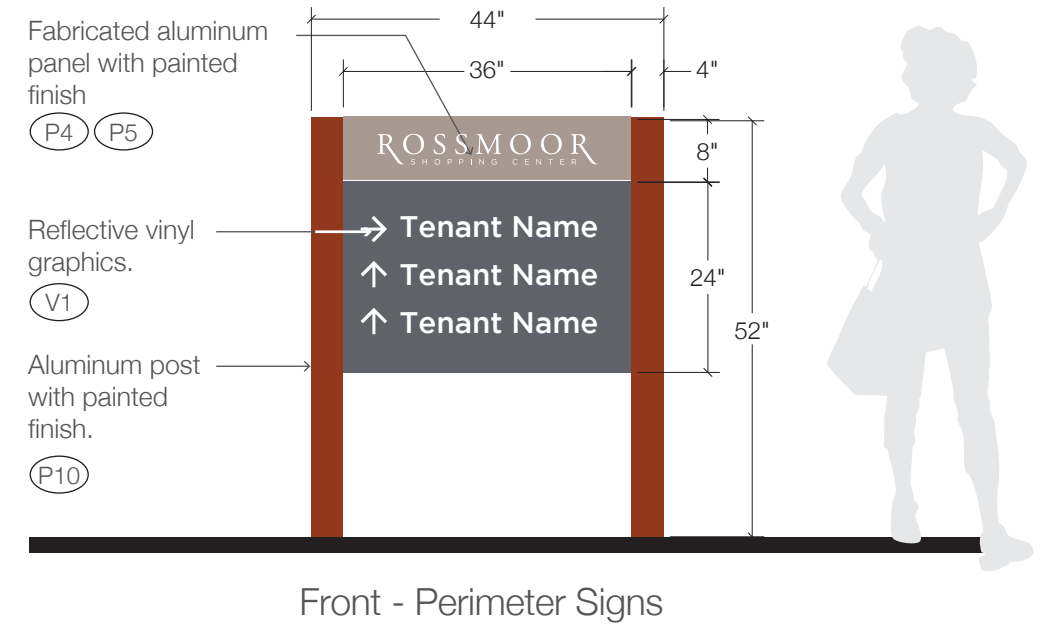 44"
Fabricated aluminum
panel with painted
finish
P4 P5
36"
4"
ROSSMOOR
SHOPPING CENTER
8"
Reflective vinyl
graphics.
V1
→ Tenant Name
↑ Tenant Name
↑ Tenant Name
24"
52"
Aluminum post
with painted
finish.
P10
Front - Perimeter Signs